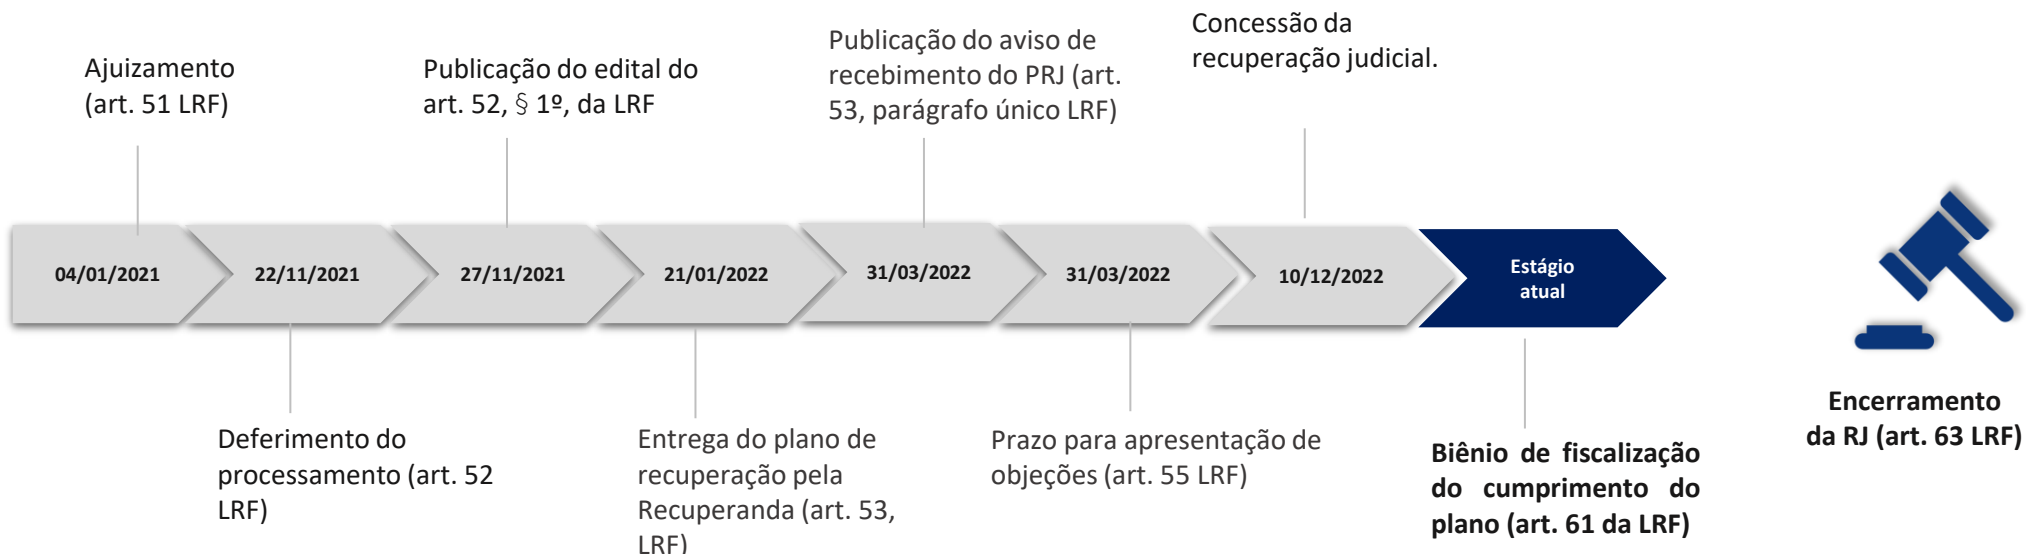 Ajuizamento
(art. 51 LRF)
Publicação do edital do
art. 52, § 1º, da LRF
Publicação do aviso de
recebimento do PRJ (art.
53, parágrafo único LRF)
Concessão da
recuperação judicial.
04/01/2021
22/11/2021
27/11/2021
21/01/2022
31/03/2022
31/03/2022
10/12/2022
Estágio
atual
Deferimento do
processamento (art. 52
LRF)
Entrega do plano de
recuperação pela
Recuperanda (art. 53,
LRF)
Prazo para apresentação de
objeções (art. 55 LRF)
Biênio de fiscalização
do cumprimento do
plano (art. 61 da LRF)
Encerramento
da RJ (art. 63 LRF)